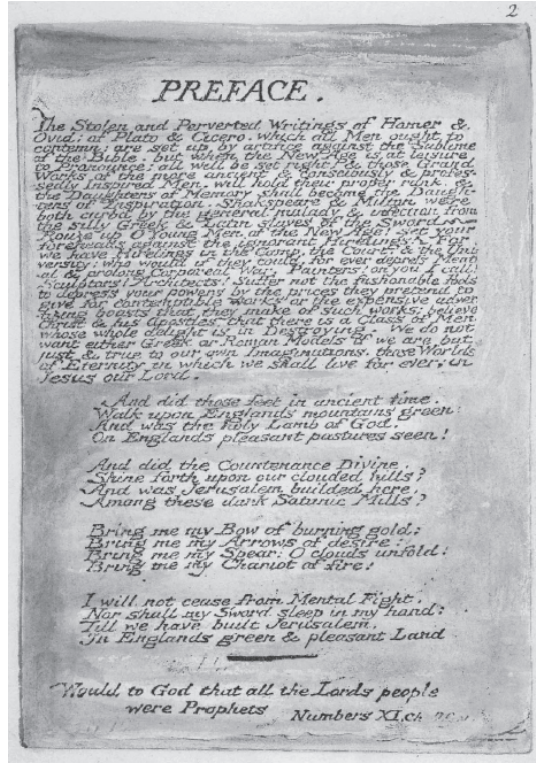 2
PREFACE.
The Stolen and Perverted Writings of Homer &
Ovid: of Plato & Cicero. which all Men ought to
contemn: are set up by artifice against the Sublime
of the Bible. but when the New Age is at leisure
to Pronounce; all will be set right: & those Grand
Works of the more ancient & consciously & profes-
sedly Inspired Men, will hold their proper rank, &
the Daughters of Memory shall become the Daugh-
ters of Inspiration. Shakspeare & Milton were
both curbd by the general malady & infection from
the silly Greek & Latin slaves of the Sword.
Rouze up O Young Men of the New Age! set your
foreheads against the ignorant Hirelings! For
we have Hirelings in the Camp, the Court & the Uni
versity: who would if they could, for ever depress Ment
al & prolong Corporeal War. Painters! on you I call!
Sculptors! Architects! Suffer not the fashonable Fools
to depress your powers by the prices they pretend to
give for contemptible works or the expensive adver
tizing boasts that they make of such works; believe
Christ & his Apostles that there is a Class of Men
whose whole delight is in Destroying. We do not
want either Greek or Roman Models if we are but
just & true to our own Imaginations, those Worlds
of Eternity in which we shall live for ever; in
Jesus our Lord.
And did those feet in ancient time.
Walk upon Englands mountains green:
And was the holy Lamb of God.
On Englands pleasant pastures seen!
And did the Countenance Divine,
Shine forth upon our clouded hills?
And was Jerusalem builded here,
Among these dark Satanic Mills?
Bring me my Bow of burning gold:
Bring me my Arrows of desire:
Bring me my Spear: O clouds unfold!
Bring me my Chariot of fire!
I will not cease from Mental Fight,
Nor shall my Sword sleep in my hand:
Till we have built Jerusalem,
In Englands green & pleasant Land
Would to God that all the Lords people
were Prophets Numbers XI. ch